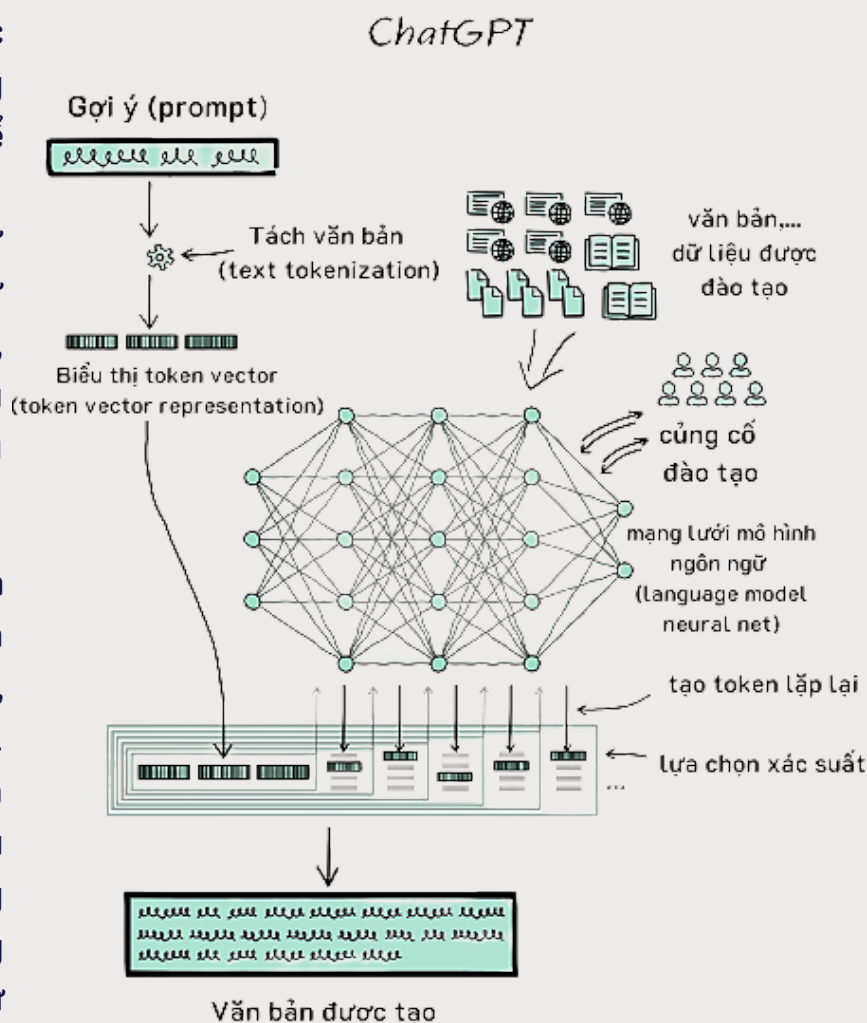 ChatGPT
Gợi ý (prompt)
Tách văn bản
(text tokenization)
Biểu thị token vector
(token vector representation)
văn bản,...
dữ liệu được
đào tạo
củng cố
đào tạo
mạng lưới mô hình
ngôn ngữ
(language model
neural net)
tạo token lặp lại
lựa chọn xác suất
...
Văn bản được tạo